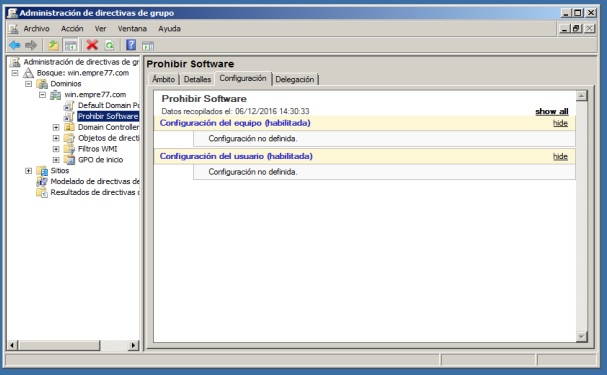 Administración de directivas de grupo
Archivo Acción Ver Ventana Ayuda
Administración de directivas de gr
Bosque: win.empre77.com
Dominios
win.empre77.com
Default Domain Po
Prohibir Software
Domain Controller
Objetos de directi
Filtros WMI
GPO de inicio
Sitios
Modelado de directivas de
Resultados de directivas d
Prohibir Software
Ámbito Detalles Configuración Delegación
Prohibir Software
Datos recopilados el: 06/12/2016 14:30:33 show all
Configuración del equipo (habilitada) hide
Configuración no definida.
Configuración del usuario (habilitada) hide
Configuración no definida.